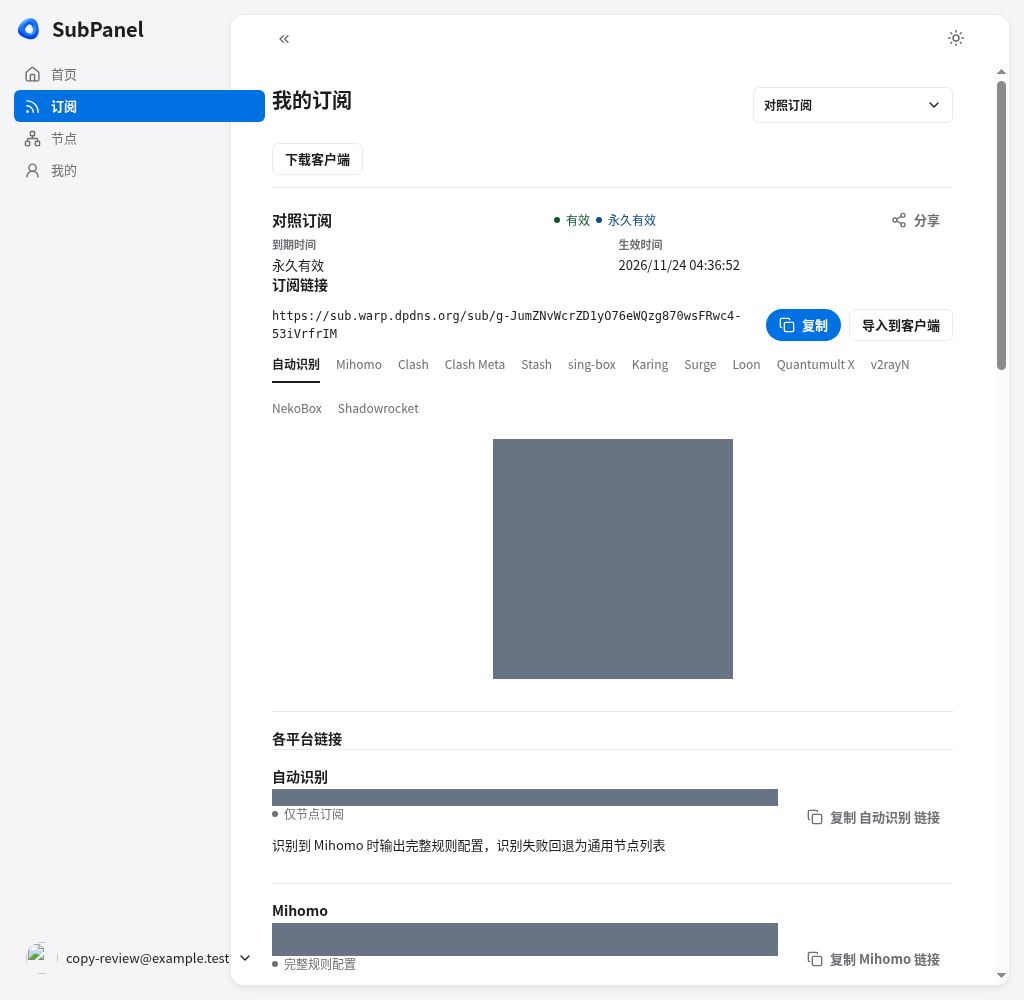 SubPanel
首页
订阅
节点
我的
copy-review@example.test
我的订阅
对照订阅
下载客户端
对照订阅
有效 永久有效
分享
到期时间
永久有效
生效时间
2026/11/24 04:36:52
订阅链接
https://sub.warp.dpdns.org/sub/g-JumZNvWcrZD1yO76eWQzg870wsFRwc4-
53iVrfrIM
复制
导入到客户端
自动识别 Mihomo Clash Clash Meta Stash sing-box Karing Surge Loon Quantumult X v2rayN
NekoBox Shadowrocket
各平台链接
自动识别
仅节点订阅
复制 自动识别 链接
识别到 Mihomo 时输出完整规则配置，识别失败回退为通用节点列表
Mihomo
完整规则配置
复制 Mihomo 链接